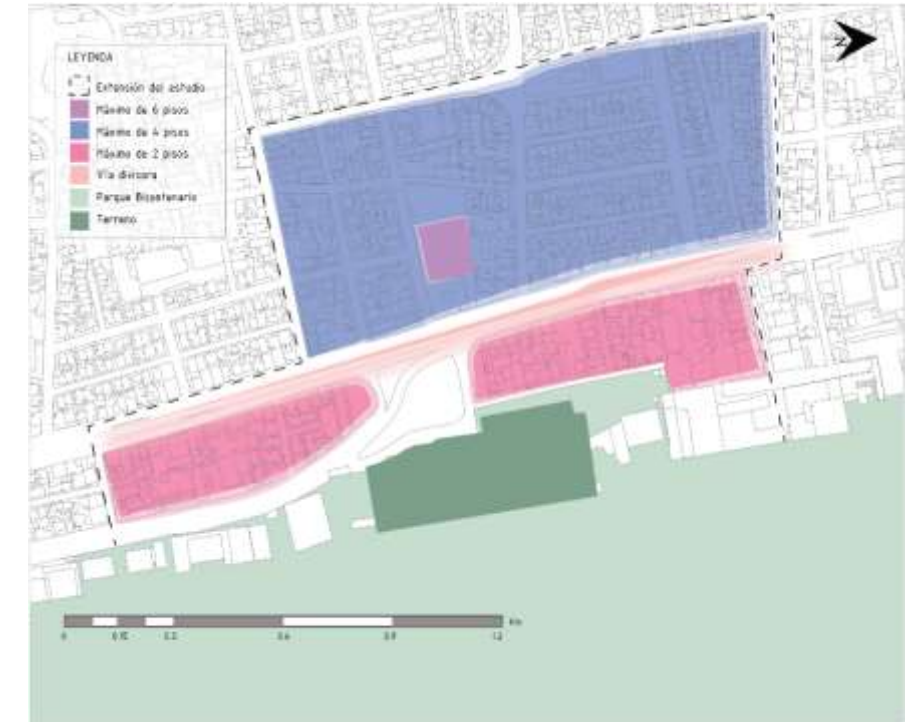 LEYENDA
Extensión del estudio
Máximo de 6 pisos
Máximo de 4 pisos
Máximo de 2 pisos
Vía divisora
Parque Bicentenario
Terreno
N
0 0.15 0.3 0.6 0.9 1.2 Km